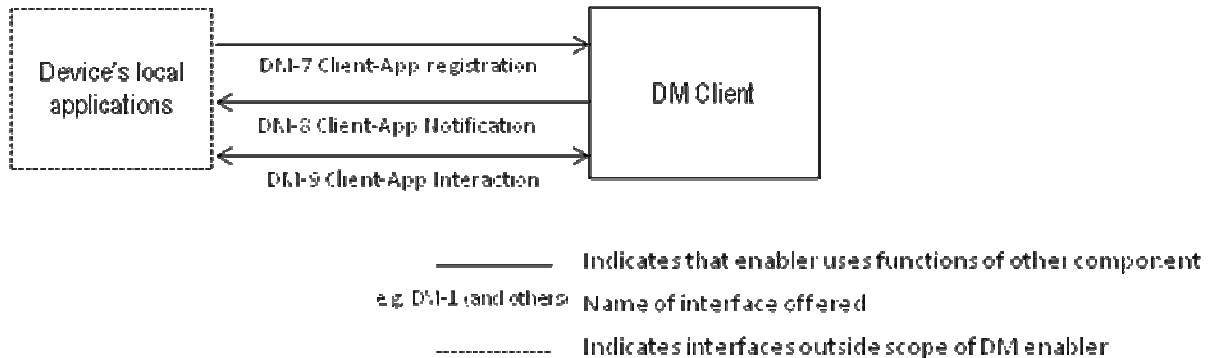 Device's local
applications
DM-7 Client-App registration
DM-8 Client-App Notification
DM-9 Client-App Interaction
DM Client
Indicates that enabler uses functions of other component
e.g. DM-1 (and others) Name of interface offered
Indicates interfaces outside scope of DM enabler